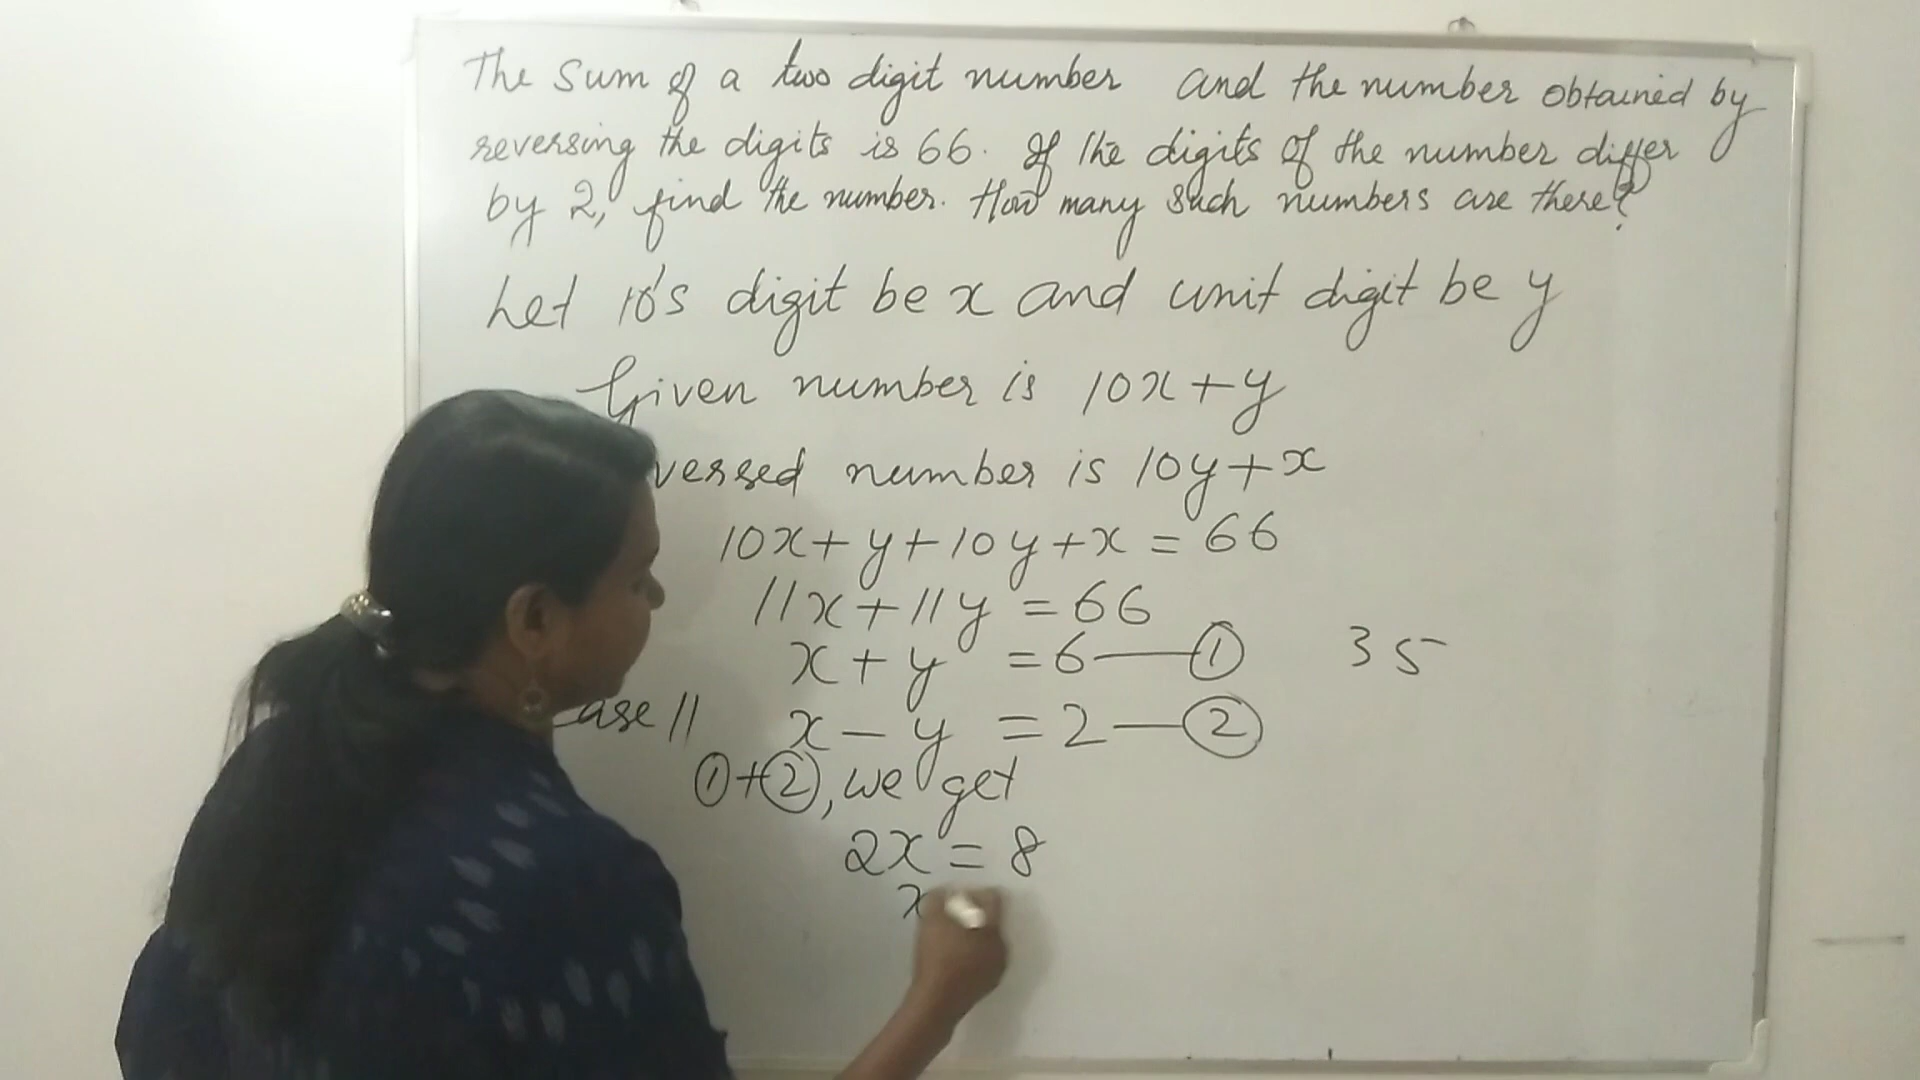 The sum of a two digit number and the number obtained by
reversing the digits is 66. If the digits of the number differ
by 2, find the number. How many such numbers are there?
Let 10's digit be x and unit digit be y
Given number is 10x+y
versed number is 10y+x
10x+y+10y+x = 66
11x+11y = 66
x+y = 6 — ①
35
Case 11 x-y = 2 — ②
①+②, we get
2x = 8
x